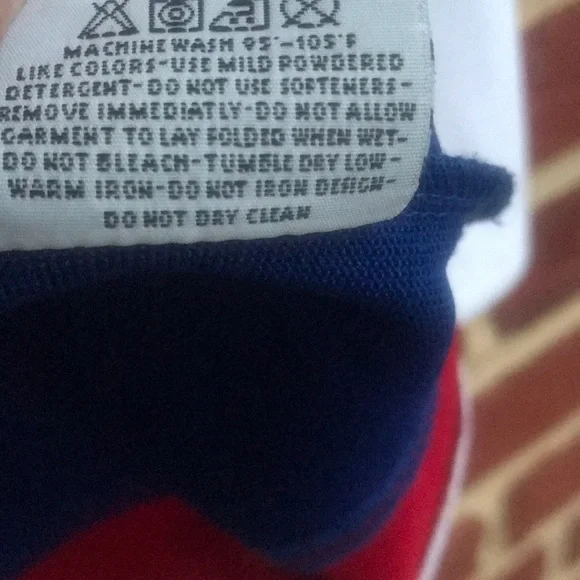 MACHINE WASH 95°-105°F
LIKE COLORS-USE MILD POWDERED
DETERGENT-DO NOT USE SOFTENERS-
REMOVE IMMEDIATLY-DO NOT ALLOW
GARMENT TO LAY FOLDED WHEN WET-
DO NOT BLEACH-TUMBLE DRY LOW-
WARM IRON-DO NOT IRON DESIGN-
DO NOT DRY CLEAN